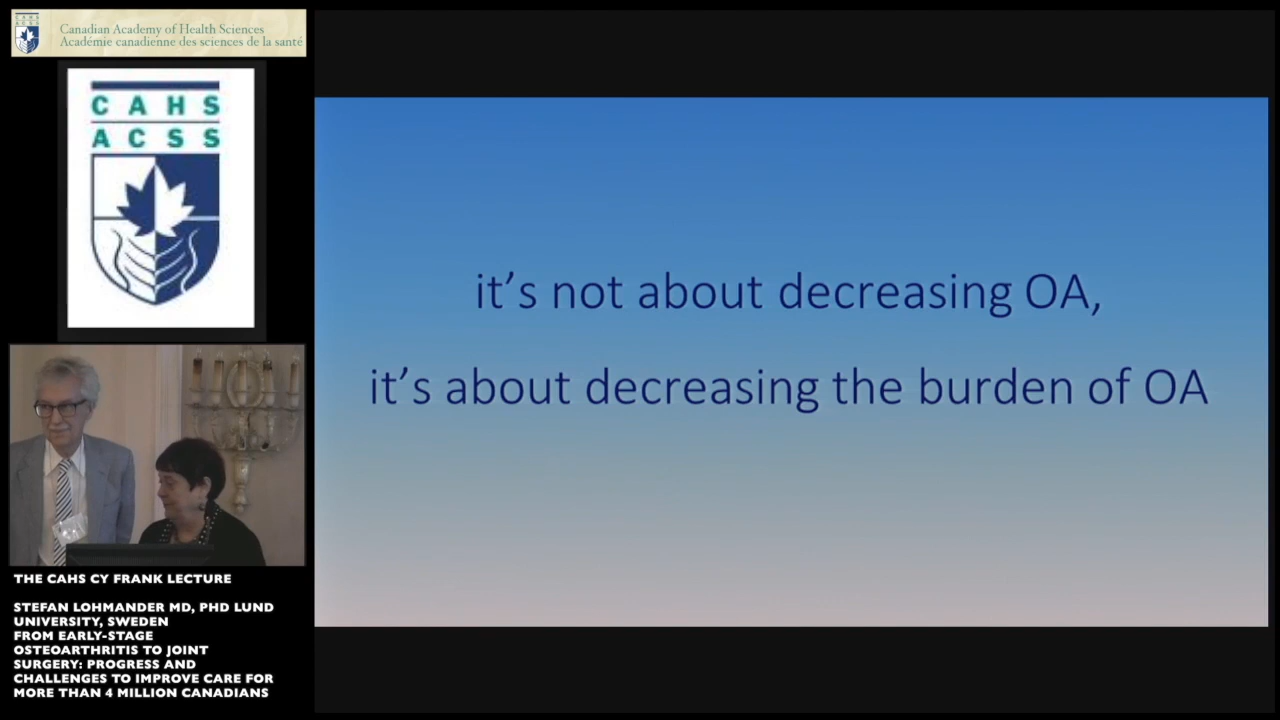 Canadian Academy of Health Sciences
Académie canadienne des sciences de la santé
CAHS
ACSS
it’s not about decreasing OA,
it’s about decreasing the burden of OA
THE CAHS CY FRANK LECTURE
STEFAN LOHMANDER MD, PHD LUND
UNIVERSITY, SWEDEN
FROM EARLY-STAGE
OSTEOARTHRITIS TO JOINT
SURGERY: PROGRESS AND
CHALLENGES TO IMPROVE CARE FOR
MORE THAN 4 MILLION CANADIANS